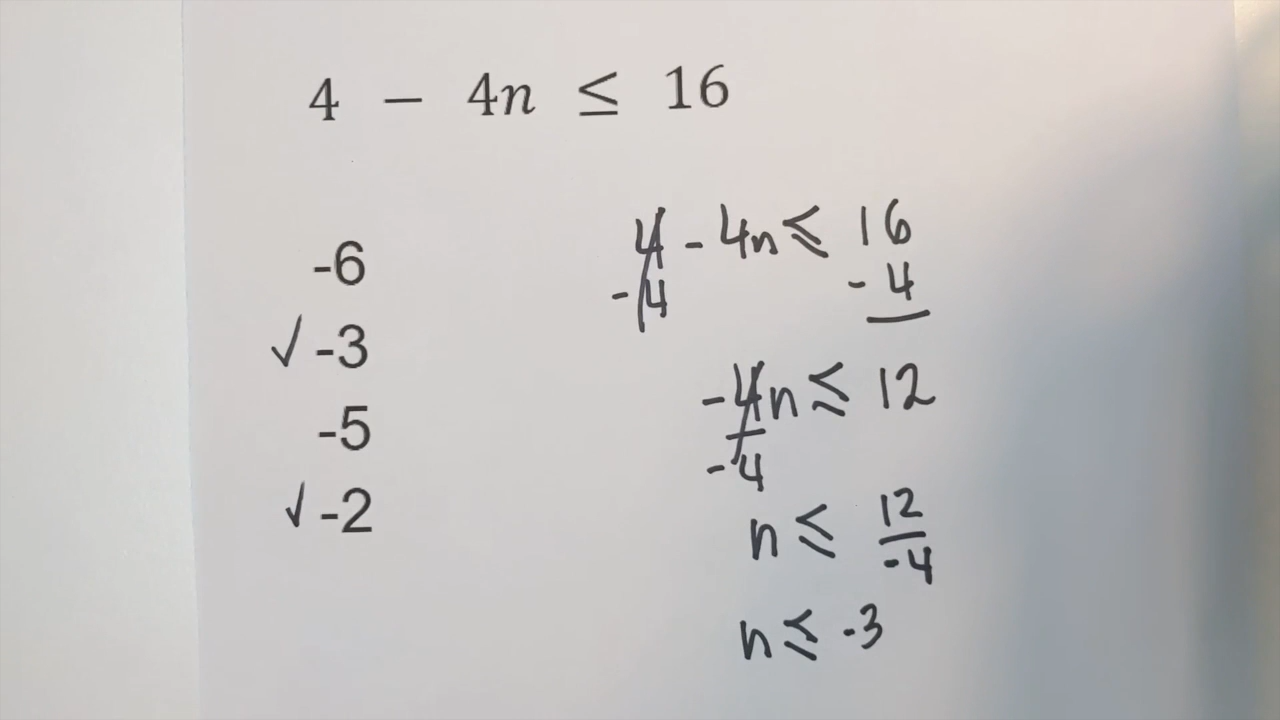 4 − 4n ≤ 16
-6
✓ -3
-5
✓ -2
4 - 4n ≤ 16
-4 - 4
-4n ≤ 12
-4
n ≤ 12/-4
n ≤ -3